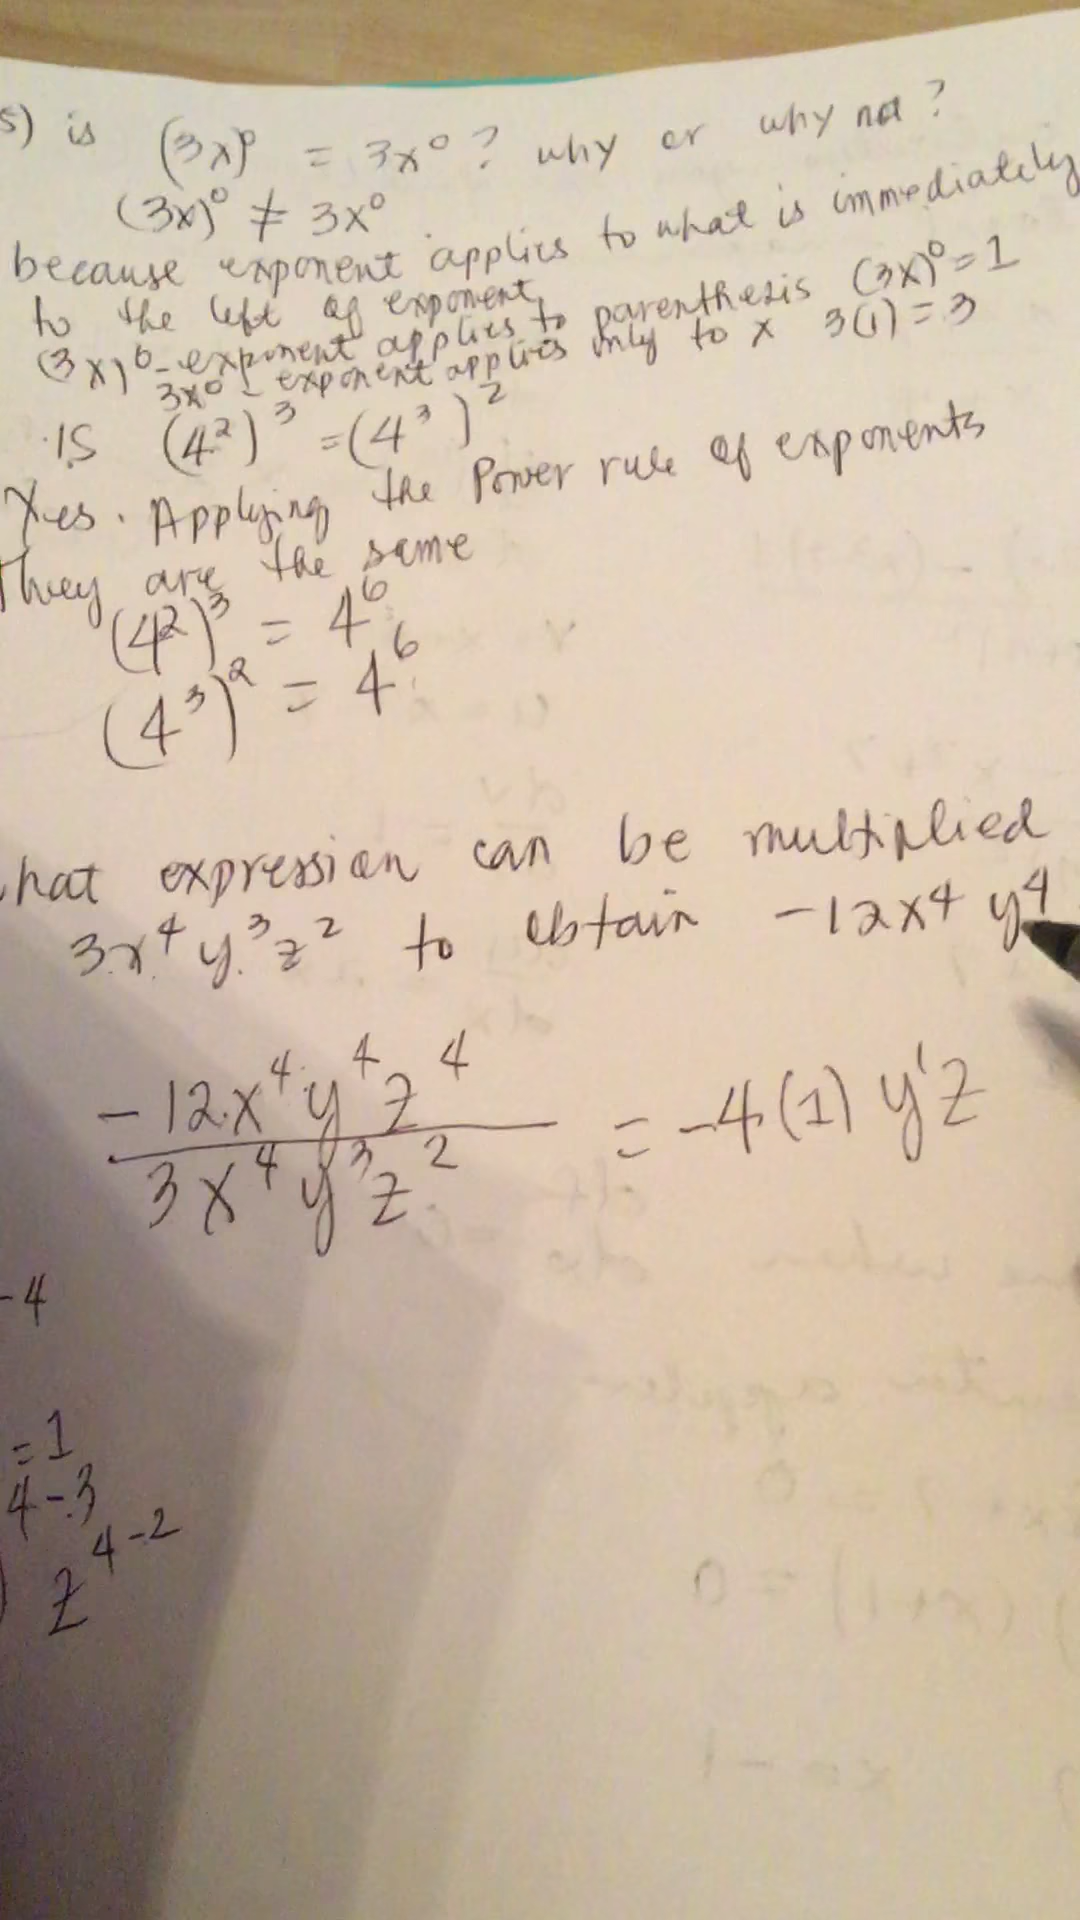 5) is (3x)⁰ = 3x⁰? why or why not?
(3x)⁰ ≠ 3x⁰
because exponent applies to what is immediately
to the left of exponent,
(3x)⁰ - exponent applies to parenthesis (3x)⁰ = 1
3x⁰ - exponent applies only to x 3(1) = 3
IS (4²)³ = (4³)²
Yes. Applying the Power rule of exponents
They are the same
(4²)³ = 4⁶
(4³)² = 4⁶
hat expression can be multiplied
3x⁴y³z² to obtain -12x⁴y⁴
-12x⁴y⁴z⁴
3x⁴y³z²
= -4(1) y¹z
-4
= 1
4-3
z⁴⁻²